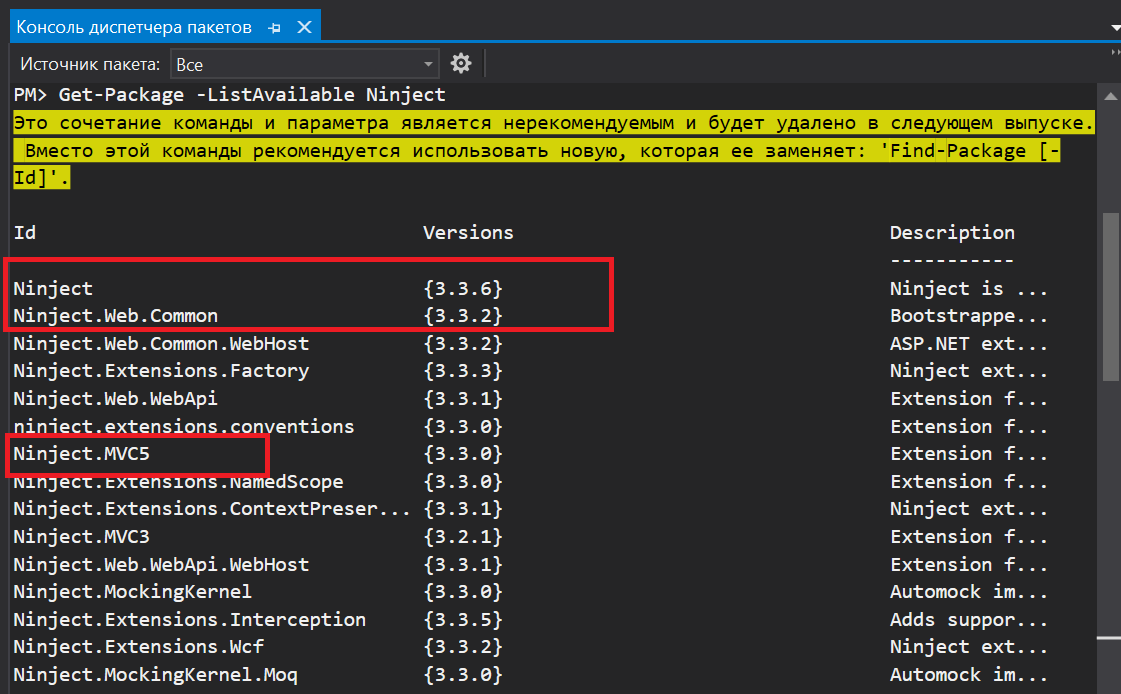 Консоль диспетчера пакетов
Источник пакета: Все
PM> Get-Package -ListAvailable Ninject
Это сочетание команды и параметра является нерекомендуемым и будет удалено в следующем выпуске.
Вместо этой команды рекомендуется использовать новую, которая ее заменяет: 'Find-Package [-
Id]'.
Id Versions Description
-----------
Ninject {3.3.6} Ninject is ...
Ninject.Web.Common {3.3.2} Bootstrappe...
Ninject.Web.Common.WebHost {3.3.2} ASP.NET ext...
Ninject.Extensions.Factory {3.3.3} Ninject ext...
Ninject.Web.WebApi {3.3.1} Extension f...
ninject.extensions.conventions {3.3.0} Extension f...
Ninject.MVC5 {3.3.0} Extension f...
Ninject.Extensions.NamedScope {3.3.0} Extension f...
Ninject.Extensions.ContextPreser... {3.3.1} Ninject ext...
Ninject.MVC3 {3.2.1} Extension f...
Ninject.Web.WebApi.WebHost {3.3.1} Extension f...
Ninject.MockingKernel {3.3.0} Automock im...
Ninject.Extensions.Interception {3.3.5} Adds suppor...
Ninject.Extensions.Wcf {3.3.2} Ninject ext...
Ninject.MockingKernel.Moq {3.3.0} Automock im...